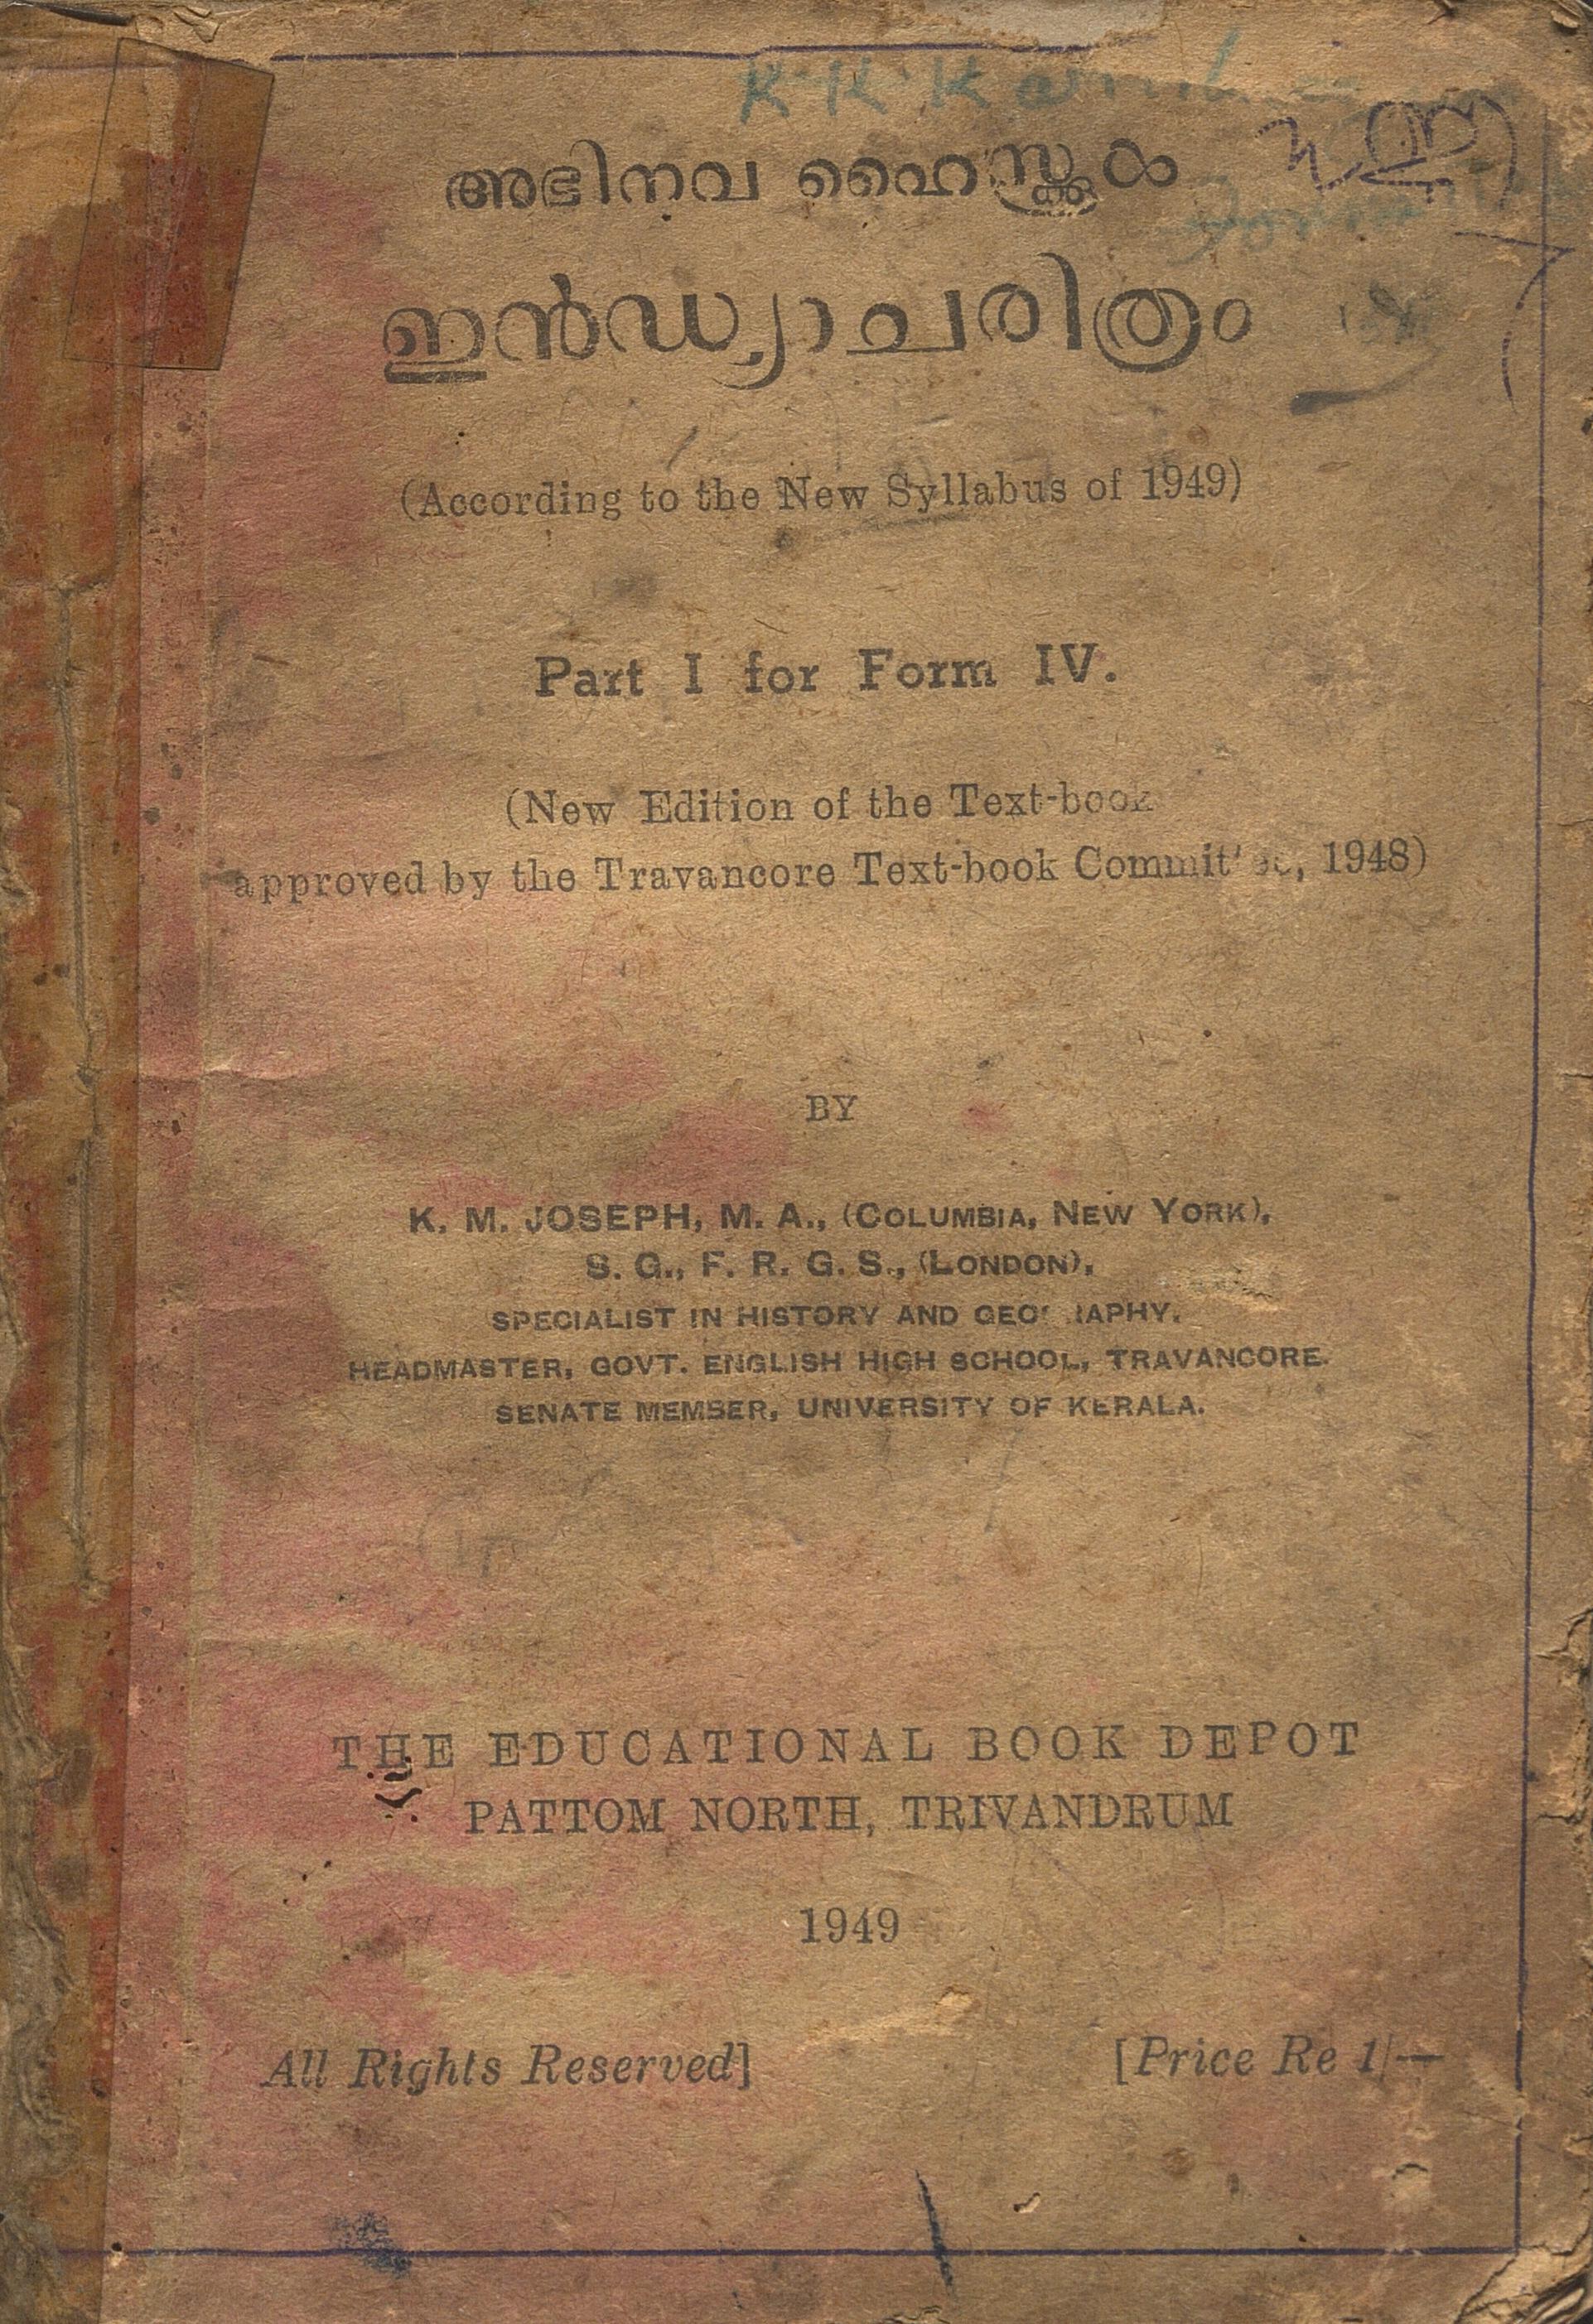 അഭിനവ ഹൈസ്ക്കൂൾ
ഇൻഡ്യാചരിത്രം
(According to the New Syllabus of 1949)
Part I for Form IV.
(New Edition of the Text-book
approved by the Travancore Text-book Committee, 1948)
BY
K. M. JOSEPH, M. A., (COLUMBIA, NEW YORK),
S. G., F. R. G. S., (LONDON),
SPECIALIST IN HISTORY AND GEOGRAPHY.
HEADMASTER, GOVT. ENGLISH HIGH SCHOOL, TRAVANCORE.
SENATE MEMBER, UNIVERSITY OF KERALA.
THE EDUCATIONAL BOOK DEPOT
PATTOM NORTH, TRIVANDRUM
1949
All Rights Reserved] [Price Re 1/—